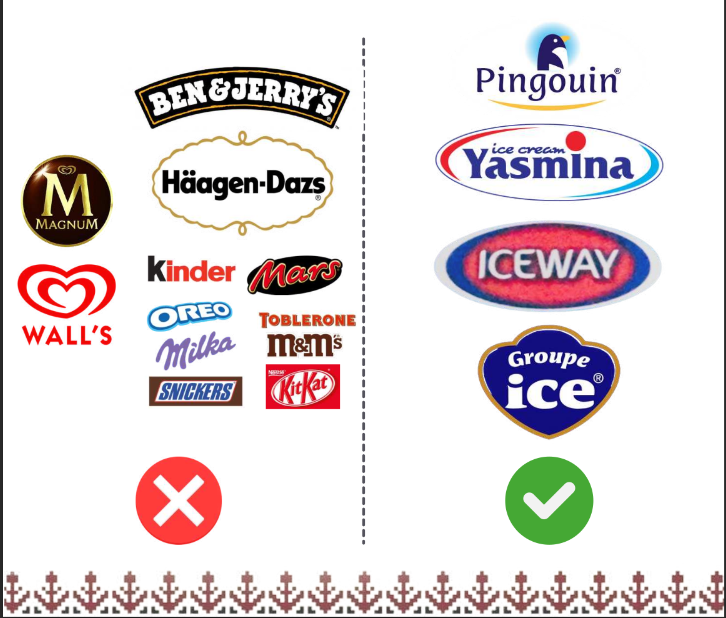 BEN & JERRY'S
Häagen-Dazs®
M
MAGNUM
WALL'S
kinder
Mars
OREO
TOBLERONE
Milka
m&m's
SNICKERS
Nestlé
KitKat
Pingouin®
ice cream
Yasmina
ICEWAY
Groupe
ice®